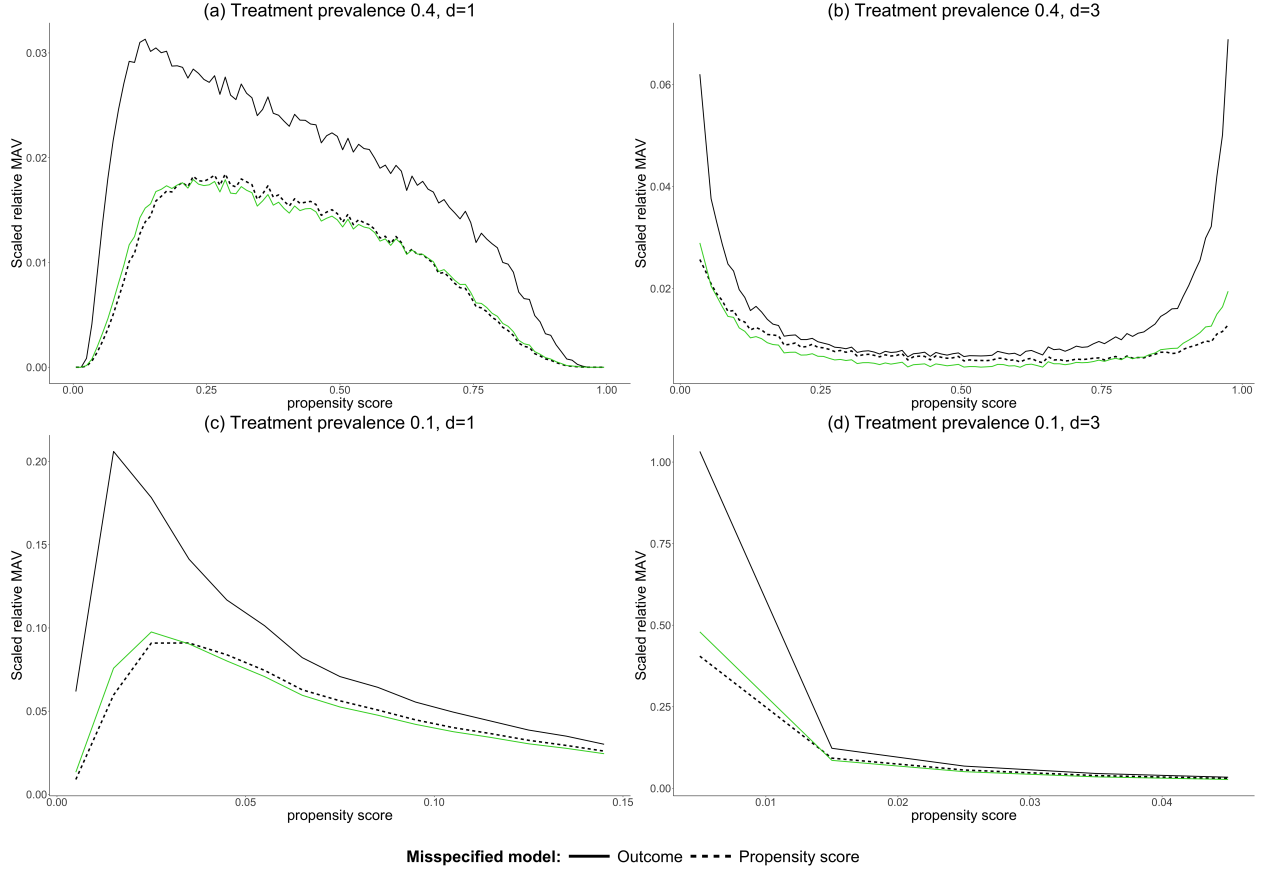 (a) Treatment prevalence 0.4, d=1
Scaled relative MAV
0.03
0.02
0.01
0.00
0.00 0.25 0.50 0.75 1.00
propensity score
(b) Treatment prevalence 0.4, d=3
Scaled relative MAV
0.06
0.04
0.02
0.00 0.25 0.50 0.75 1.00
propensity score
(c) Treatment prevalence 0.1, d=1
Scaled relative MAV
0.20
0.15
0.10
0.05
0.00
0.00 0.05 0.10 0.15
propensity score
(d) Treatment prevalence 0.1, d=3
Scaled relative MAV
1.00
0.75
0.50
0.25
0.00
0.01 0.02 0.03 0.04
propensity score
Misspecified model: Outcome Propensity score